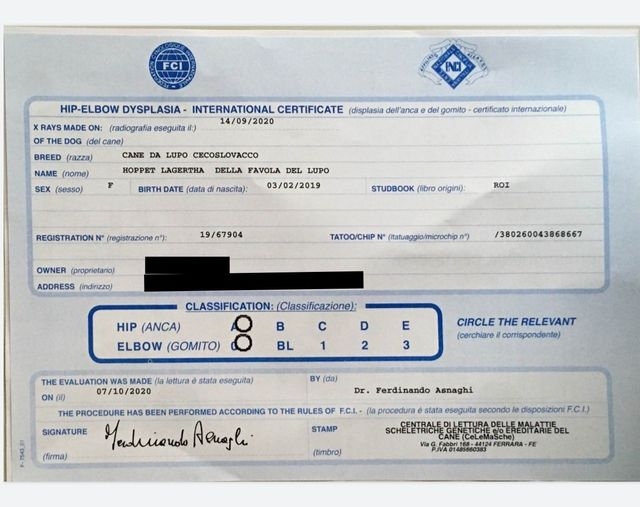 FCI
ENCI
HIP-ELBOW DYSPLASIA - INTERNATIONAL CERTIFICATE (displasia dell'anca e del gomito - certificato internazionale)
X RAYS MADE ON: (radiografia eseguita il:) 14/09/2020
OF THE DOG (del cane)
BREED (razza) CANE DA LUPO CECOSLOVACCO
NAME (nome) HOPPET LAGERTHA DELLA FAVOLA DEL LUPO
SEX (sesso) F BIRTH DATE (data di nascita): 03/02/2019 STUDBOOK (libro origini): ROI
REGISTRATION N° (registrazione n°): 19/67904 TATOO/CHIP N° (tatuaggio/microchip n°) /380260043868667
OWNER (proprietario)
ADDRESS (indirizzo)
CLASSIFICATION: (Classificazione):
HIP (ANCA) A B C D E
ELBOW (GOMITO) 0 BL 1 2 3
CIRCLE THE RELEVANT
(cerchiare il corrispondente)
THE EVALUATION WAS MADE (la lettura è stata eseguita)
ON (il) 07/10/2020
BY (da)
Dr. Ferdinando Asnaghi
THE PROCEDURE HAS BEEN PERFORMED ACCORDING TO THE RULES OF F.C.I. - (la procedura è stata eseguita secondo le disposizioni F.C.I.)
SIGNATURE Ferdinando Asnaghi
(firma)
STAMP
(timbro)
CENTRALE DI LETTURA DELLE MALATTIE
SCHELETRICHE GENETICHE e/o EREDITARIE DEL
CANE (CeLeMaSche)
Via G. Fabbri 168 - 44124 FERRARA - FE
P.IVA 01485660383